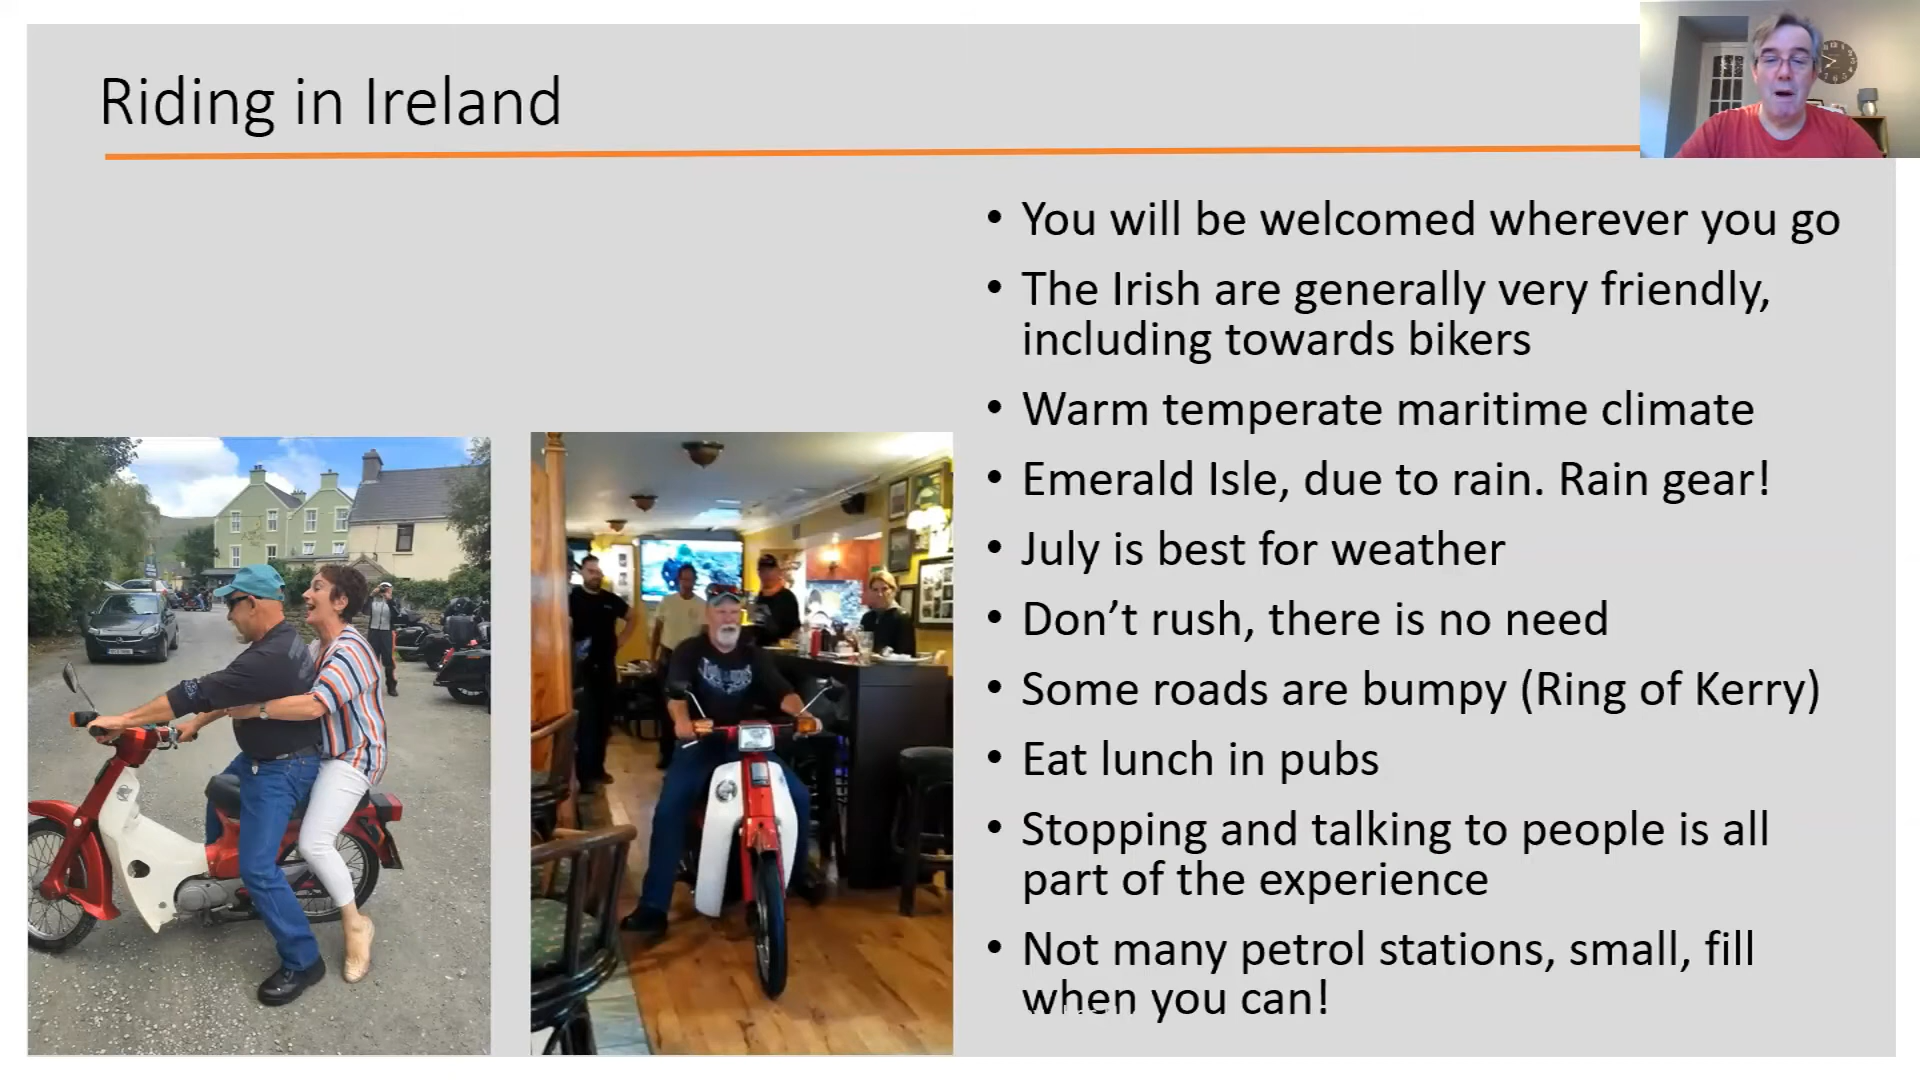 Riding in Ireland
• You will be welcomed wherever you go
• The Irish are generally very friendly,
including towards bikers
• Warm temperate maritime climate
• Emerald Isle, due to rain. Rain gear!
• July is best for weather
• Don’t rush, there is no need
• Some roads are bumpy (Ring of Kerry)
• Eat lunch in pubs
• Stopping and talking to people is all
part of the experience
• Not many petrol stations, small, fill
when you can!